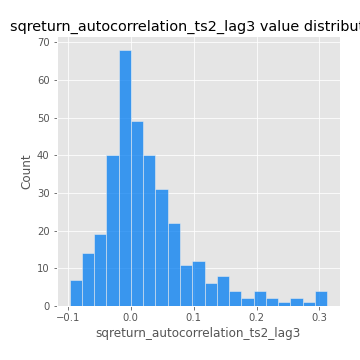 sqreturn_autocorrelation_ts2_lag3 value distribut
70
60
50
40
30
20
10
0
Count
−0.1 0.0 0.1 0.2 0.3
sqreturn_autocorrelation_ts2_lag3